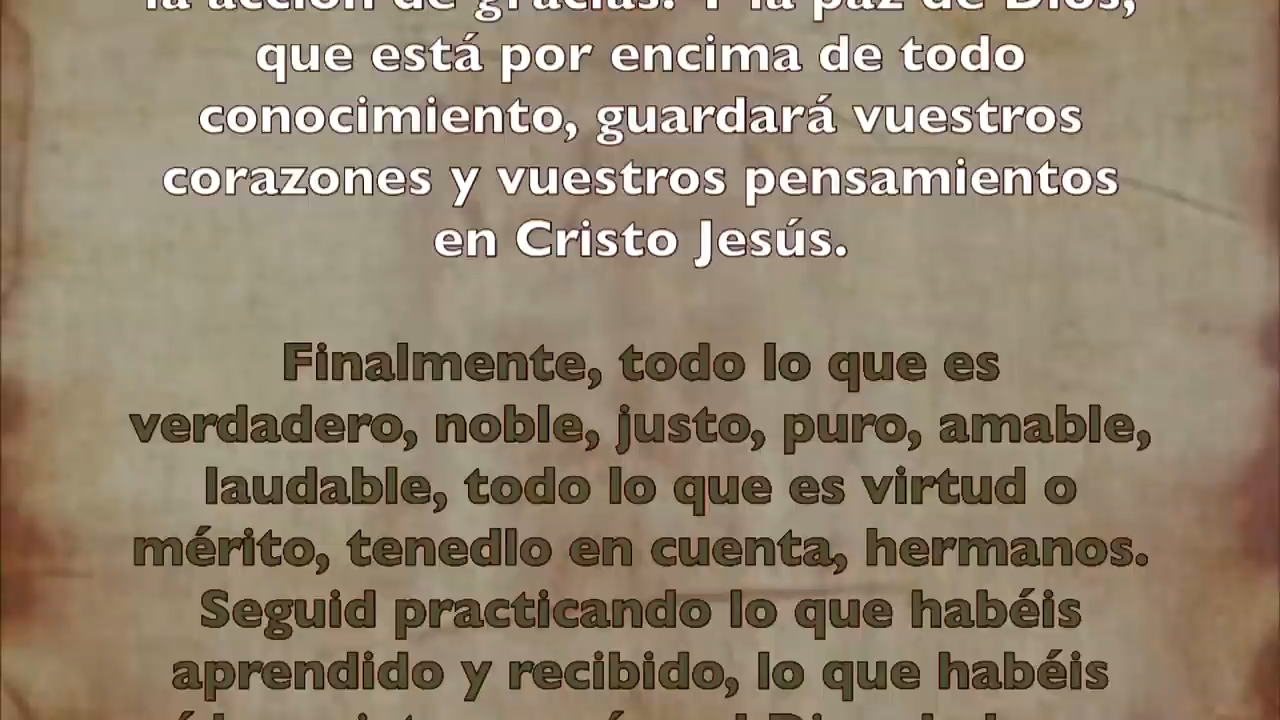 la acción de gracias. Y la paz de Dios,
que está por encima de todo
conocimiento, guardará vuestros
corazones y vuestros pensamientos
en Cristo Jesús.
Finalmente, todo lo que es
verdadero, noble, justo, puro, amable,
laudable, todo lo que es virtud o
mérito, tenedlo en cuenta, hermanos.
Seguid practicando lo que habéis
aprendido y recibido, lo que habéis